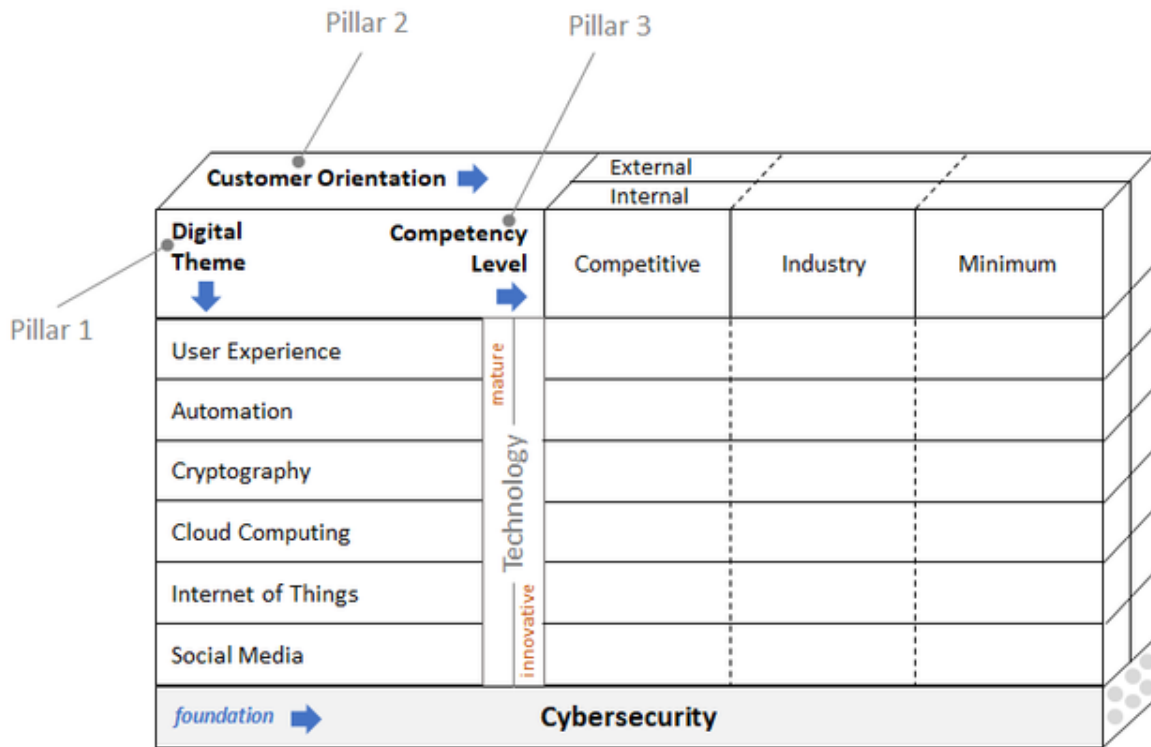 Pillar 2
Pillar 3
External
Customer Orientation
Internal
Digital
Theme
Competency
Level
Competitive
Industry
Minimum
Pillar 1
User Experience
mature
Automation
Cryptography
Technology
Cloud Computing
Internet of Things
innovative
Social Media
foundation
Cybersecurity